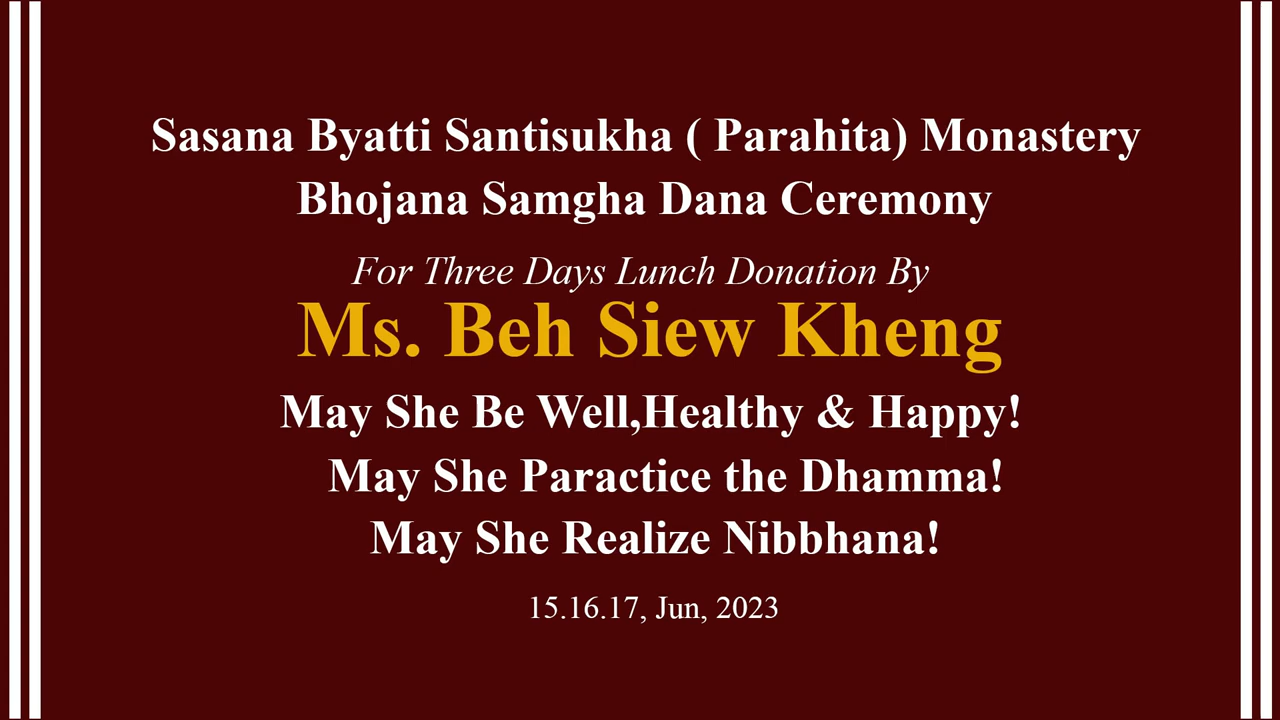 Sasana Byatti Santisukha ( Parahita) Monastery
Bhojana Samgha Dana Ceremony
For Three Days Lunch Donation By
Ms. Beh Siew Kheng
May She Be Well,Healthy & Happy!
May She Paractice the Dhamma!
May She Realize Nibbhana!
15.16.17, Jun, 2023